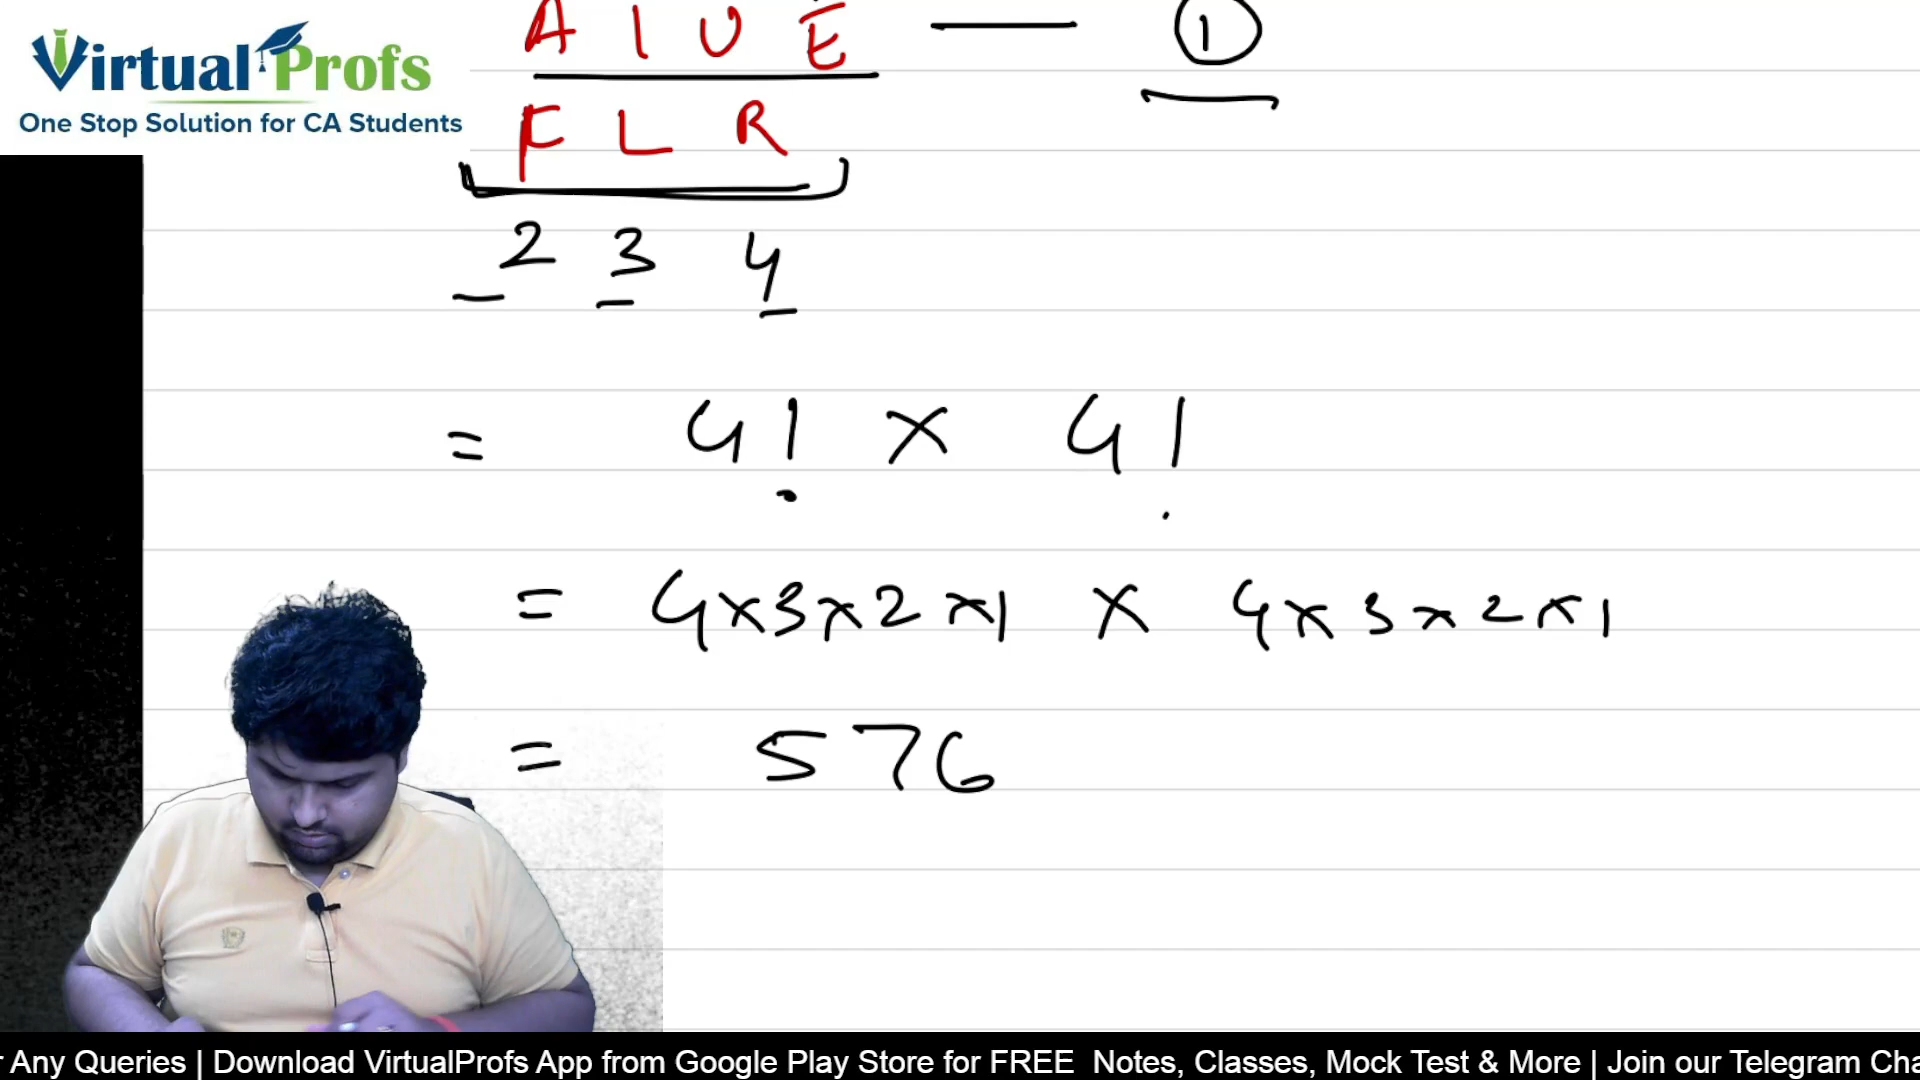 A I U E — 1
VirtualProfs
One Stop Solution for CA Students
F L R
2 3 4
= 4! × 4!
= 4×3×2×1 × 4×3×2×1
= 576
Any Queries | Download VirtualProfs App from Google Play Store for FREE Notes, Classes, Mock Test & More | Join our Telegram